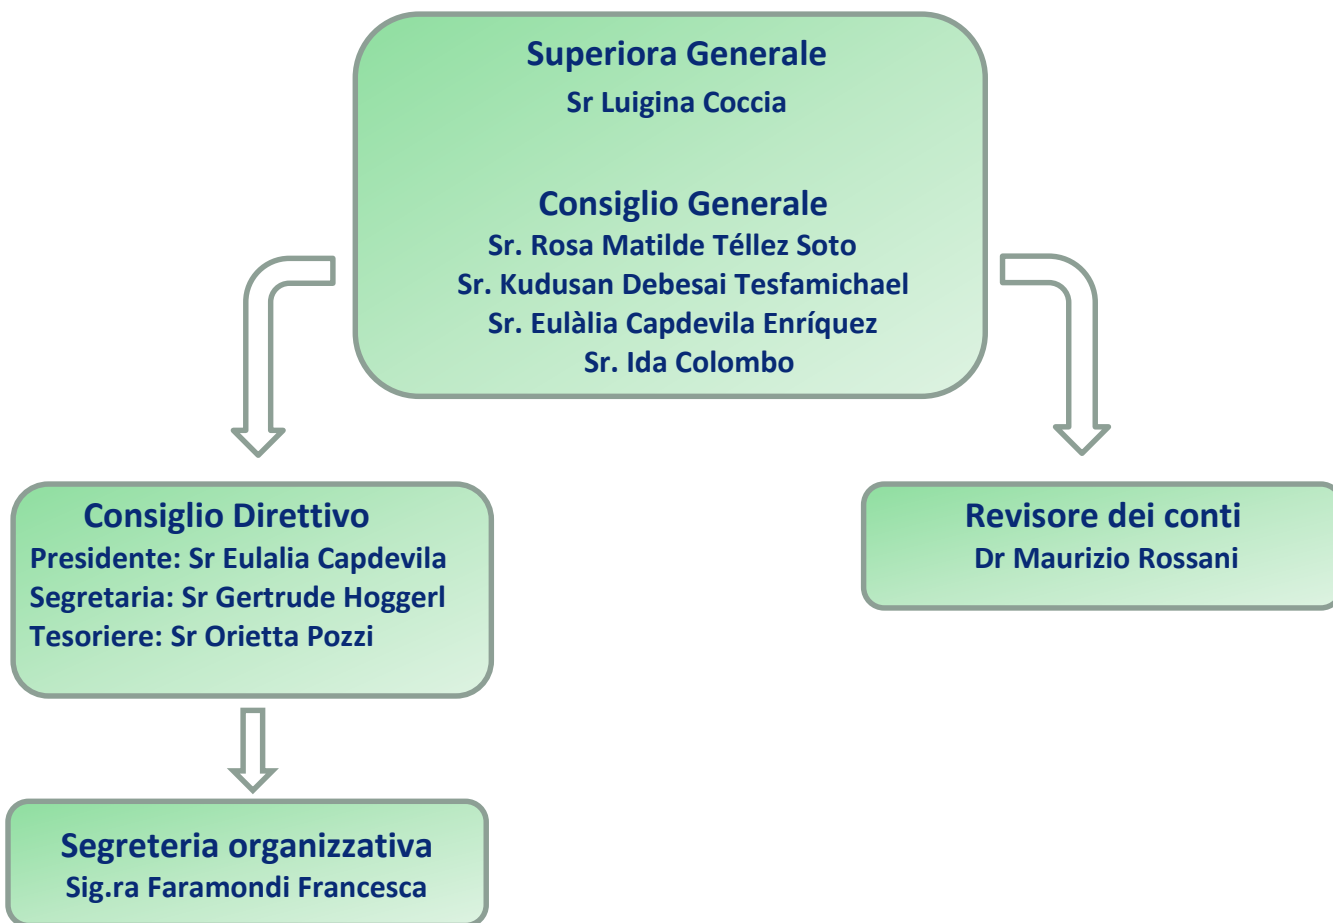 Superiora Generale
Sr Luigina Coccia
Consiglio Generale
Sr. Rosa Matilde Téllez Soto
Sr. Kudusan Debesai Tesfamichael
Sr. Eulàlia Capdevila Enríquez
Sr. Ida Colombo
Consiglio Direttivo
Presidente: Sr Eulalia Capdevila
Segretaria: Sr Gertrude Hoggerl
Tesoriere: Sr Orietta Pozzi
Revisore dei conti
Dr Maurizio Rossani
Segreteria organizzativa
Sig.ra Faramondi Francesca